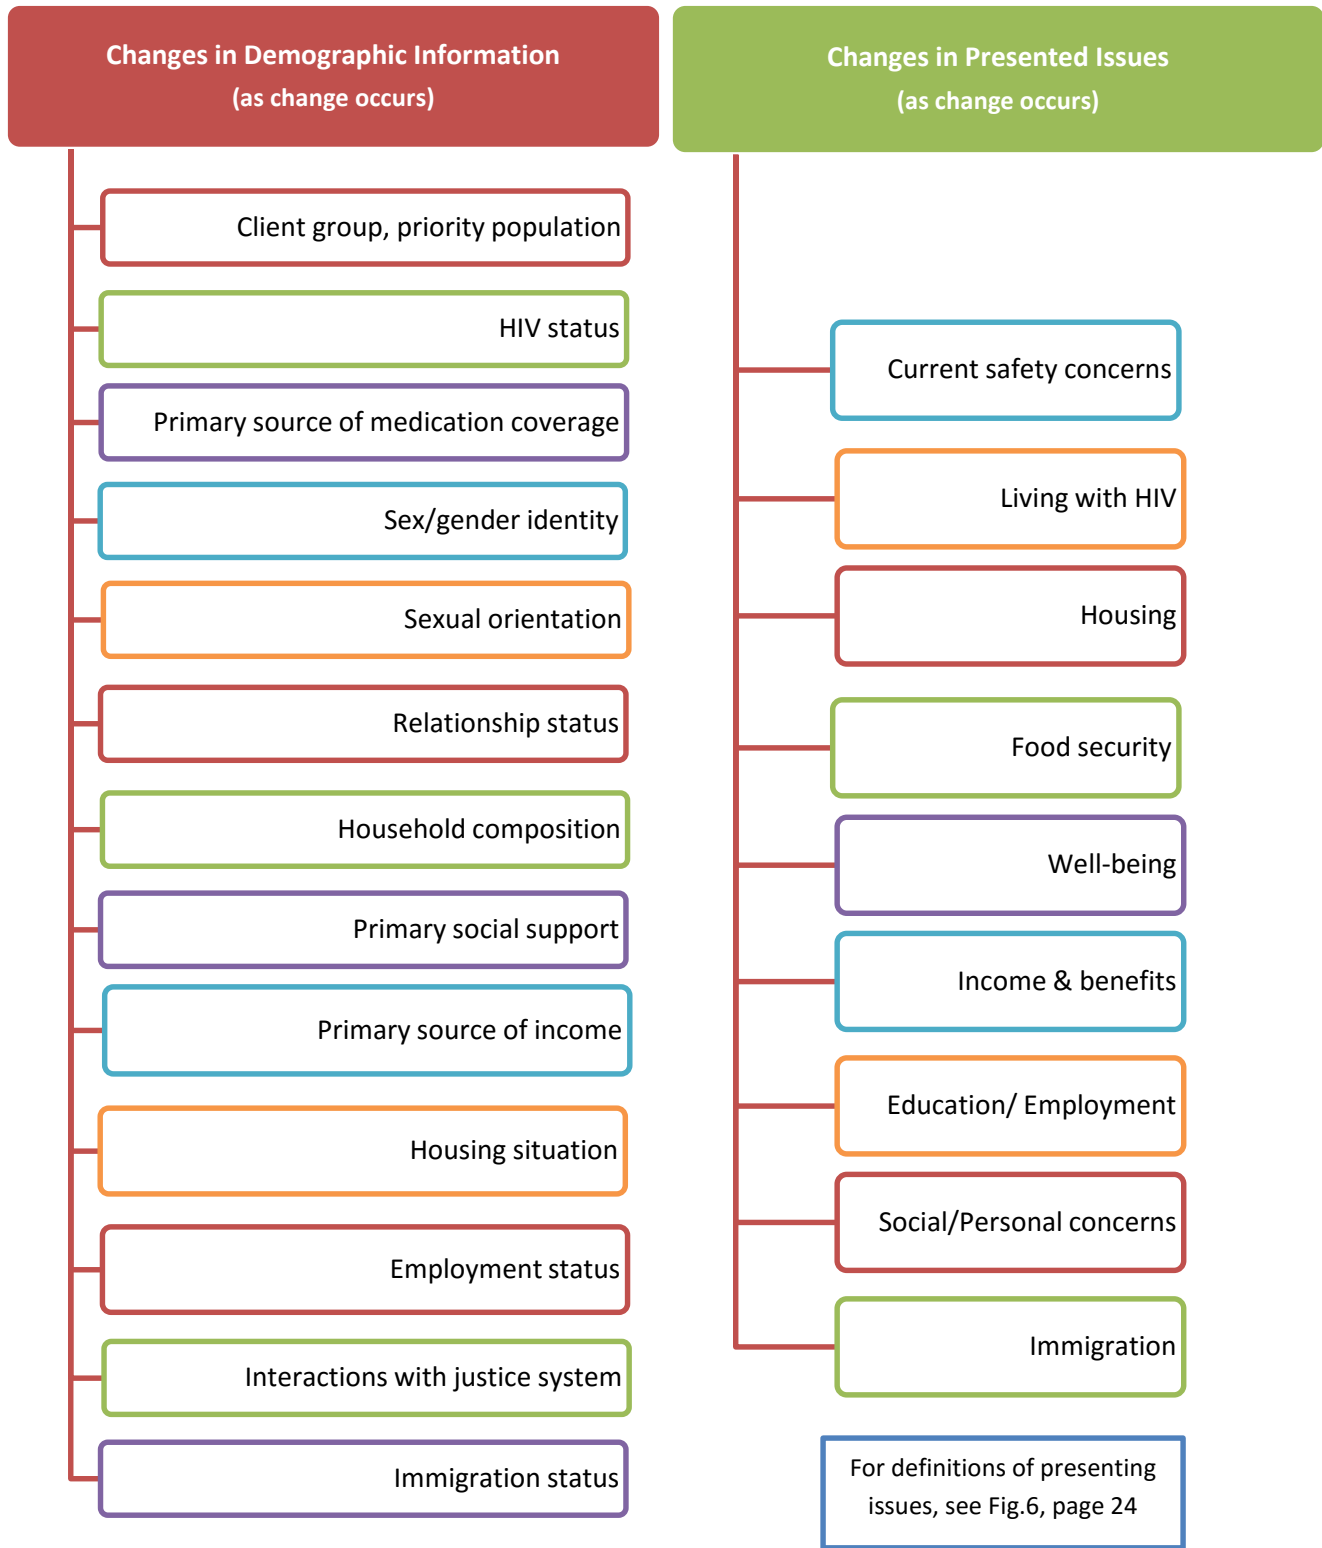 Changes in Demographic Information
(as change occurs)
Client group, priority population
HIV status
Primary source of medication coverage
Sex/gender identity
Sexual orientation
Relationship status
Household composition
Primary social support
Primary source of income
Housing situation
Employment status
Interactions with justice system
Immigration status
Changes in Presented Issues
(as change occurs)
Current safety concerns
Living with HIV
Housing
Food security
Well-being
Income & benefits
Education/ Employment
Social/Personal concerns
Immigration
For definitions of presenting
issues, see Fig.6, page 24